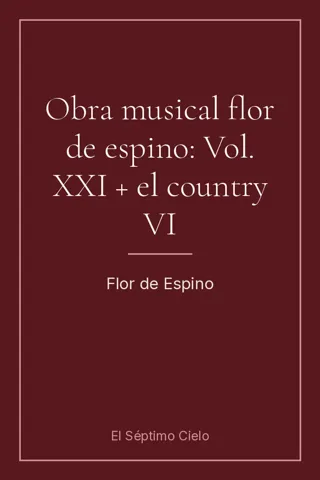 Obra musical flor
de espino: Vol.
XXI + el country
VI
Flor de Espino
El Séptimo Cielo